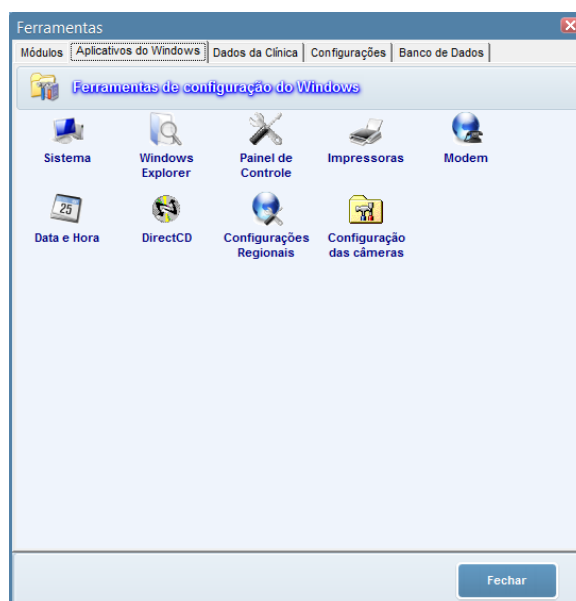 Ferramentas
Módulos Aplicativos do Windows Dados da Clínica Configurações Banco de Dados
Ferramentas de configuração do Windows
Sistema
Windows
Explorer
Painel de
Controle
Impressoras
Modem
25
Data e Hora
DirectCD
Configurações
Regionais
Configuração
das câmeras
Fechar